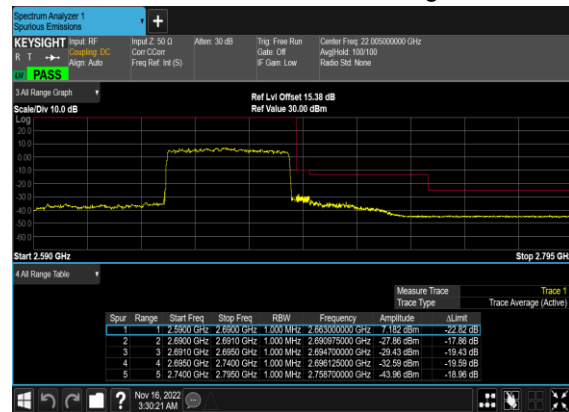 Spectrum Analyzer 1
Spurious Emissions
KEYSIGHT Input: RF Input Z: 50 Ω Atten: 30 dB Trig: Free Run Center Freq: 22.005000000 GHz
R T Coupling: DC Corr CCorr Gate: Off Avg|Hold: 100/100
Align: Auto Freq Ref: Int (S) IF Gain: Low Radio Std: None
PASS
3 All Range Graph
Ref Lvl Offset 15.38 dB
Scale/Div 10.0 dB Ref Value 30.00 dBm
Log
20.0
10.0
0.00
-10.0
-20.0
-30.0
-40.0
-50.0
-60.0
Start 2.590 GHz Stop 2.795 GH
4 All Range Table
Measure Trace Trace 1
Trace Type Trace Average (Active)
Spur Range Start Freq Stop Freq RBW Frequency Amplitude ΔLimit
1 1 2.5900 GHz 2.6900 GHz 1.000 MHz 2.663000000 GHz 7.182 dBm -22.82 dB
2 2 2.6900 GHz 2.6910 GHz 1.000 MHz 2.690975000 GHz -27.86 dBm -17.86 dB
3 3 2.6910 GHz 2.6950 GHz 1.000 MHz 2.694700000 GHz -29.43 dBm -19.43 dB
4 4 2.6950 GHz 2.7400 GHz 1.000 MHz 2.696125000 GHz -32.59 dBm -19.59 dB
5 5 2.7400 GHz 2.7950 GHz 1.000 MHz 2.758700000 GHz -43.96 dBm -18.96 dB
Nov 16, 2022
3:30:21 AM